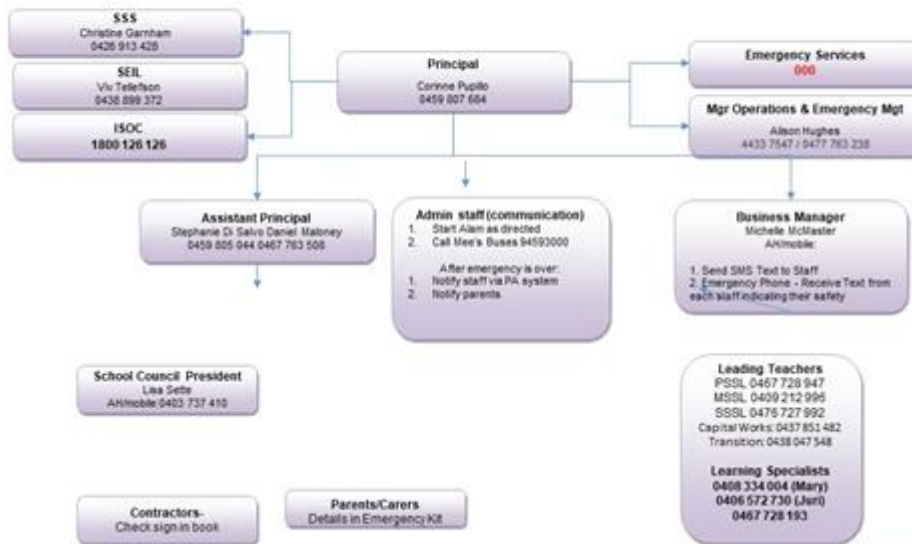 SSS
Christine Garnham
0426 913 428
SEIL
Viv Tellefson
0438 899 372
ISOC
1800 126 126
Principal
Corinne Pupillo
0459 807 684
Emergency Services
000
Mgr Operations & Emergency Mgt
Alison Hughes
4433 7547 / 0477 763 238
Assistant Principal
Stephanie Di Salvo Daniel Maloney
0459 805 044 0467 763 508
Admin staff (communication)
1. Start Alam as directed
2. Call Mee's Buses 94593000
After emergency is over:
1. Notify staff via PA system
2. Notify parents
Business Manager
Michelle McMaster
AH/mobile:
1. Send SMS Text to Staff
2. Emergency Phone - Receive Text from
each staff indicating their safety
School Council President
Lisa Sette
AH/mobile: 0403 737 410
Leading Teachers
PSSL 0467 728 947
MSSL 0409 212 996
SSSL 0476 727 992
Capital Works: 0437 851 482
Transition: 0438 047 548
Learning Specialists
0408 334 004 (Mary)
0406 572 730 (Juri)
0467 728 193
Contractors-
Check sign in book
Parents/Carers
Details in Emergency Kit